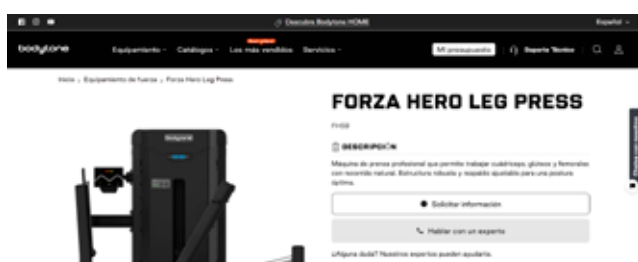 Descubre Bodytone HOME
Español
bodytone
Equipamiento
Catálogos
Los más vendidos
Servicios
Mi presupuesto
Soporte Técnico
Inicio > Equipamiento de fuerza > Forza Hero Leg Press
FORZA HERO LEG PRESS
DESCRIPCIÓN
Máquina de prensa profesional que permite trabajar cuádriceps, glúteos y femorales
con recorrido natural. Estructura robusta y respaldo ajustable para una postura
óptima.
Solicitar información
Hablar con un experto
¿Alguna duda? Nuestros expertos pueden ayudarte.
Bodytone